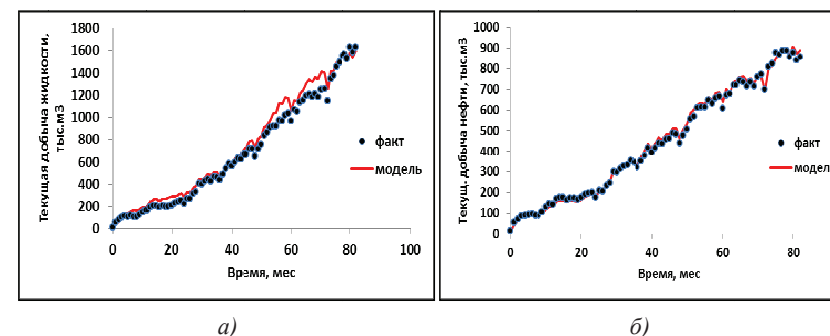 Текущая добыча жидкости,
тыс.м3
1800
1600
1400
1200
1000
800
600
400
200
0
0 20 40 60 80 100
Время, мес
факт
модель
а)
Текущ, добыча нефти, тыс.м3
1000
900
800
700
600
500
400
300
200
100
0
0 20 40 60 80
Время, мес
факт
модел
б)